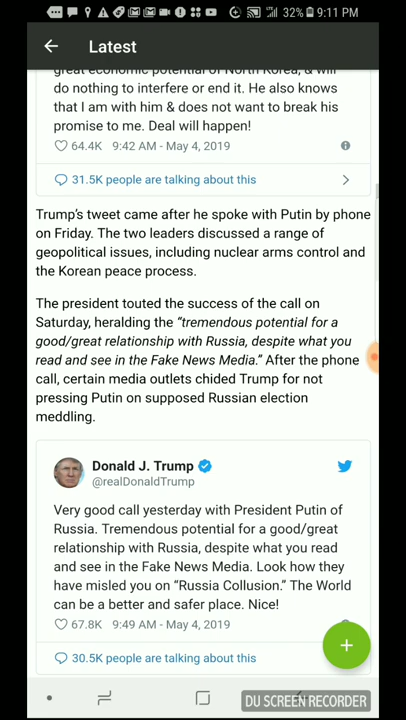 32% 9:11 PM
Latest
great economic potential of North Korea, & will
do nothing to interfere or end it. He also knows
that I am with him & does not want to break his
promise to me. Deal will happen!
64.4K 9:42 AM - May 4, 2019
31.5K people are talking about this
Trump's tweet came after he spoke with Putin by phone
on Friday. The two leaders discussed a range of
geopolitical issues, including nuclear arms control and
the Korean peace process.
The president touted the success of the call on
Saturday, heralding the “tremendous potential for a
good/great relationship with Russia, despite what you
read and see in the Fake News Media.” After the phone
call, certain media outlets chided Trump for not
pressing Putin on supposed Russian election
meddling.
Donald J. Trump
@realDonaldTrump
Very good call yesterday with President Putin of
Russia. Tremendous potential for a good/great
relationship with Russia, despite what you read
and see in the Fake News Media. Look how they
have misled you on “Russia Collusion.” The World
can be a better and safer place. Nice!
67.8K 9:49 AM - May 4, 2019
30.5K people are talking about this
DU SCREEN RECORDER